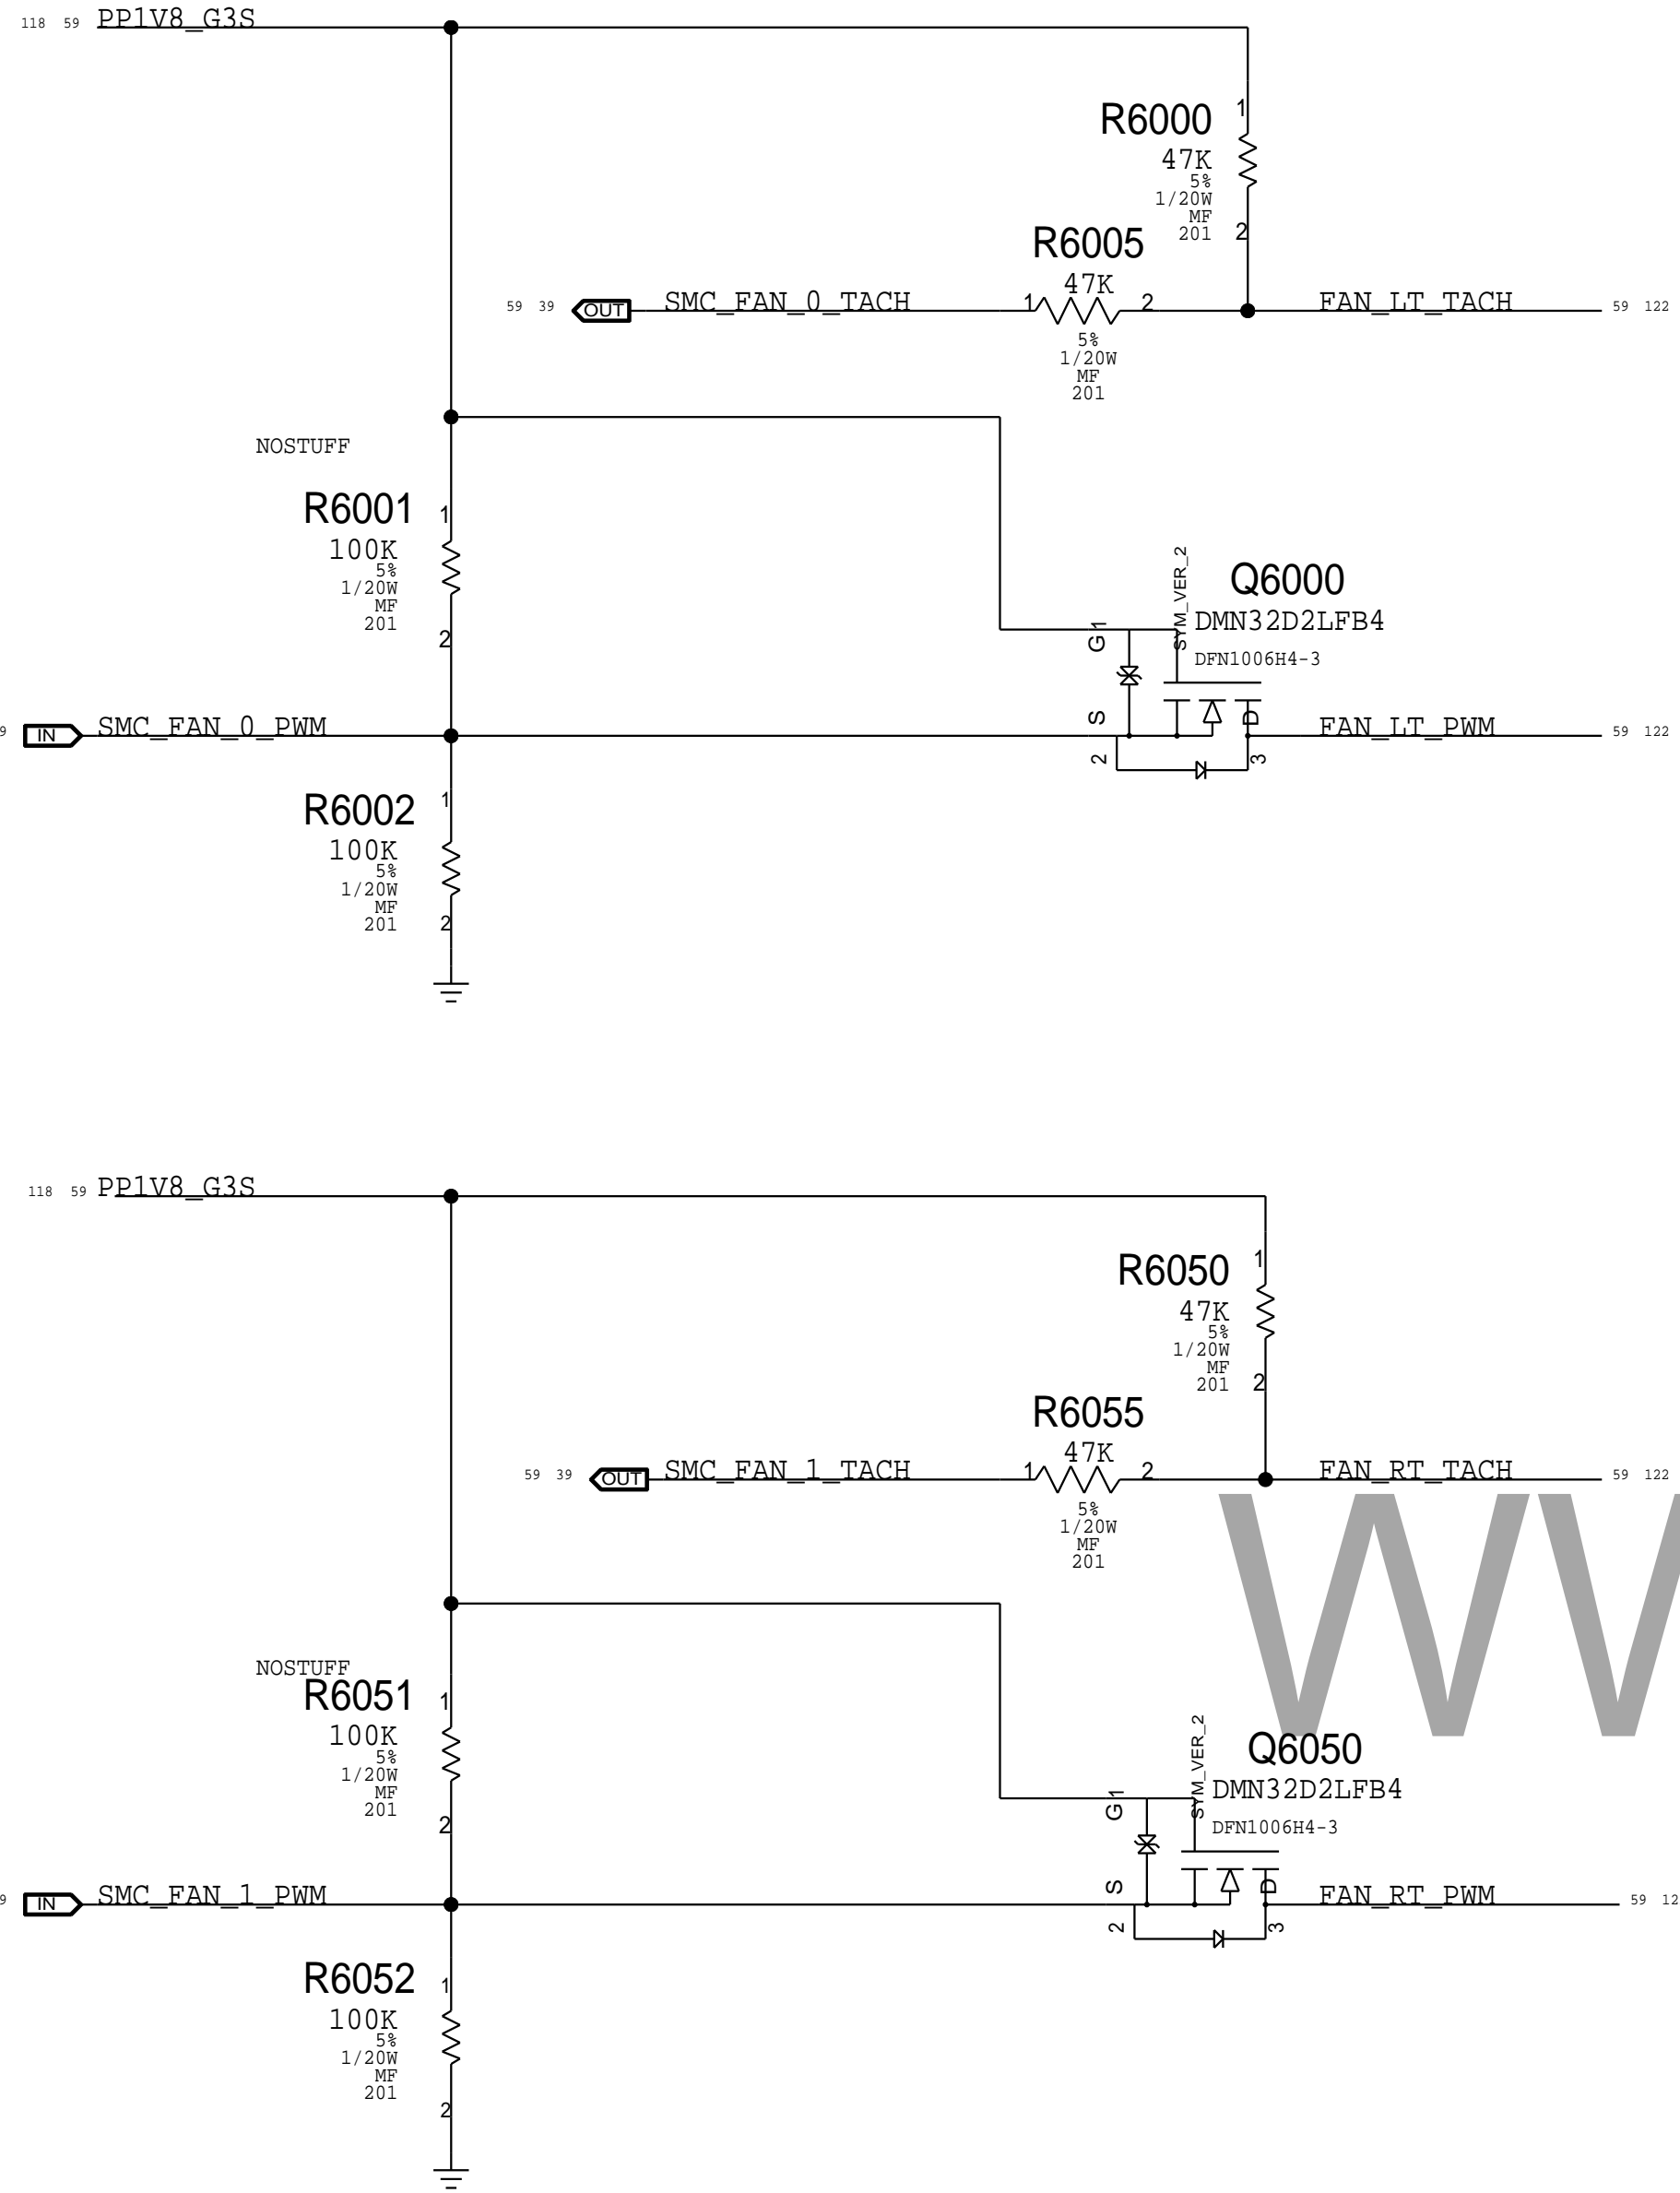 118 59 PP1V8_G3S
R6000
1
47K
5%
1/20W
MF
201
2
R6005
47K
59 39 OUT SMC_FAN_0_TACH 1 2 FAN_LT_TACH 59 122
5%
1/20W
MF
201
NOSTUFF
R6001
1
100K
5%
1/20W
MF
201
2
SYM_VER_2
Q6000
G 1
DMN32D2LFB4
DFN1006H4-3
9 IN SMC_FAN_0_PWM S D FAN_LT_PWM 59 122
2 3
R6002
1
100K
5%
1/20W
MF
201
2
118 59 PP1V8_G3S
R6050
1
47K
5%
1/20W
MF
201
2
R6055
47K
59 39 OUT SMC_FAN_1_TACH 1 2 FAN_RT_TACH 59 122
5%
1/20W
MF
201
NOSTUFF
R6051
1
100K
5%
1/20W
MF
201
2
SYM_VER_2
Q6050
G 1
DMN32D2LFB4
DFN1006H4-3
9 IN SMC_FAN_1_PWM S D FAN_RT_PWM 59 12
2 3
R6052
1
100K
5%
1/20W
MF
201
2